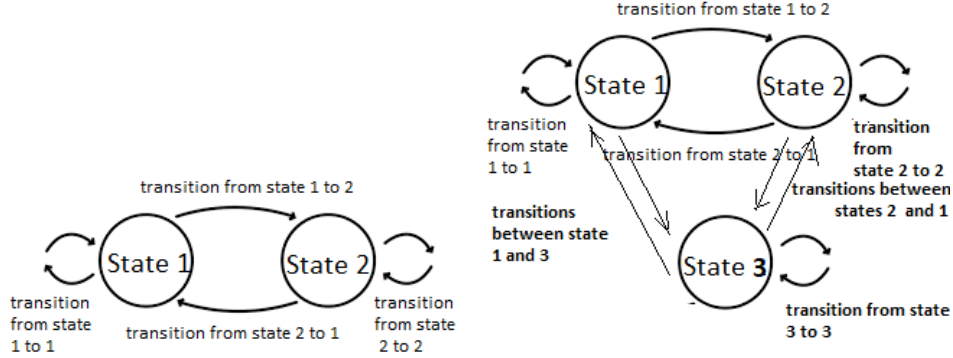 transition from state 1 to 2
State 1
State 2
transition
from state
1 to 1
transition from state 2 to 1
transition
from state
2 to 2
transition from state 1 to 2
State 1
State 2
transition
from state
1 to 1
transition from state 2 to 1
transition
from
state 2 to 2
transitions between
states 2 and 1
transitions
between state
1 and 3
State 3
transition from state
3 to 3